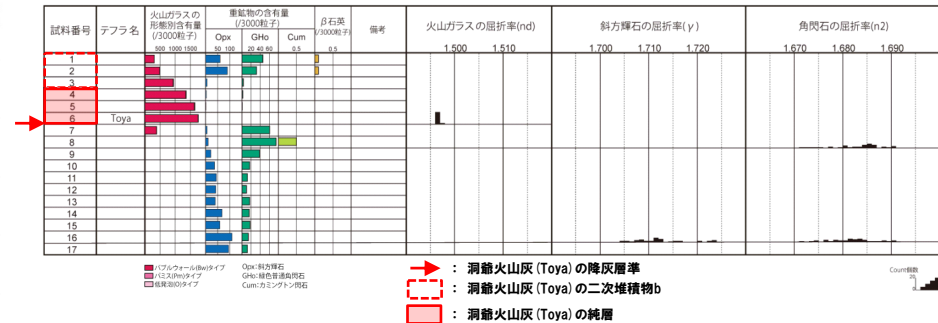 試料番号 テフラ名 火山ガラスの形態別含有量 (/3000粒子) 重鉱物の含有量 (/3000粒子) β石英 (/3000粒子) 備考 火山ガラスの屈折率(nd) 斜方輝石の屈折率(γ) 角閃石の屈折率(n2)
Opx GHo Cum
500 1000 1500 50 100 20 40 60 0.5 0.5 1.500 1.510 1.700 1.710 1.720 1.670 1.680 1.690
1
2
3
4
5
6 Toya
7
8
9
10
11
12
13
14
15
16
17
バブルウォール(Bw)タイプ Opx:斜方輝石
パミス(Pm)タイプ GHo:緑色普通角閃石
低発泡(O)タイプ Cum:カミングトン閃石
: 洞爺火山灰(Toya)の降灰層準
: 洞爺火山灰(Toya)の二次堆積物b
: 洞爺火山灰(Toya)の純層
Count個数
20
0